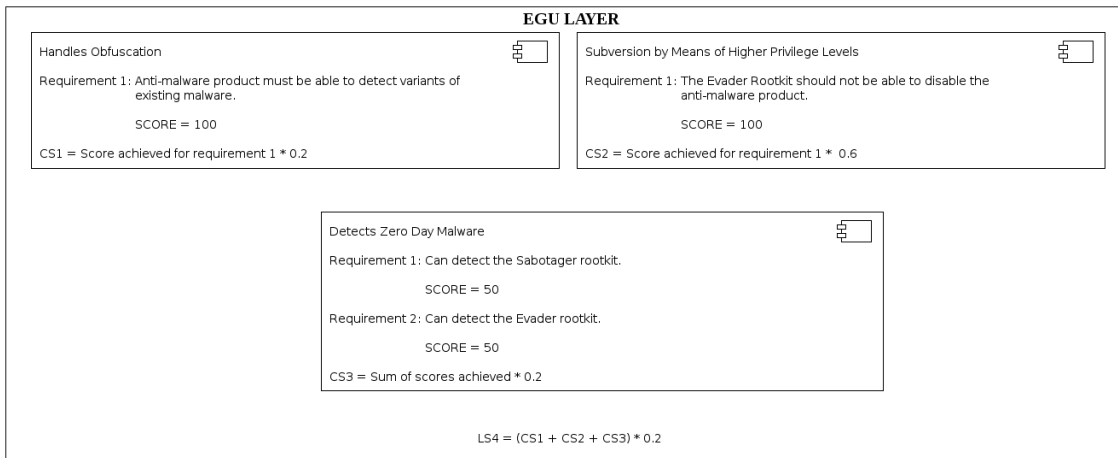 EGU LAYER
Handles Obfuscation
Requirement 1: Anti-malware product must be able to detect variants of
existing malware.
SCORE = 100
CS1 = Score achieved for requirement 1 * 0.2
Subversion by Means of Higher Privilege Levels
Requirement 1: The Evader Rootkit should not be able to disable the
anti-malware product.
SCORE = 100
CS2 = Score achieved for requirement 1 *  0.6
Detects Zero Day Malware
Requirement 1: Can detect the Sabotager rootkit.
SCORE = 50
Requirement 2: Can detect the Evader rootkit.
SCORE = 50
CS3 = Sum of scores achieved * 0.2
LS4 = (CS1 + CS2 + CS3) * 0.2